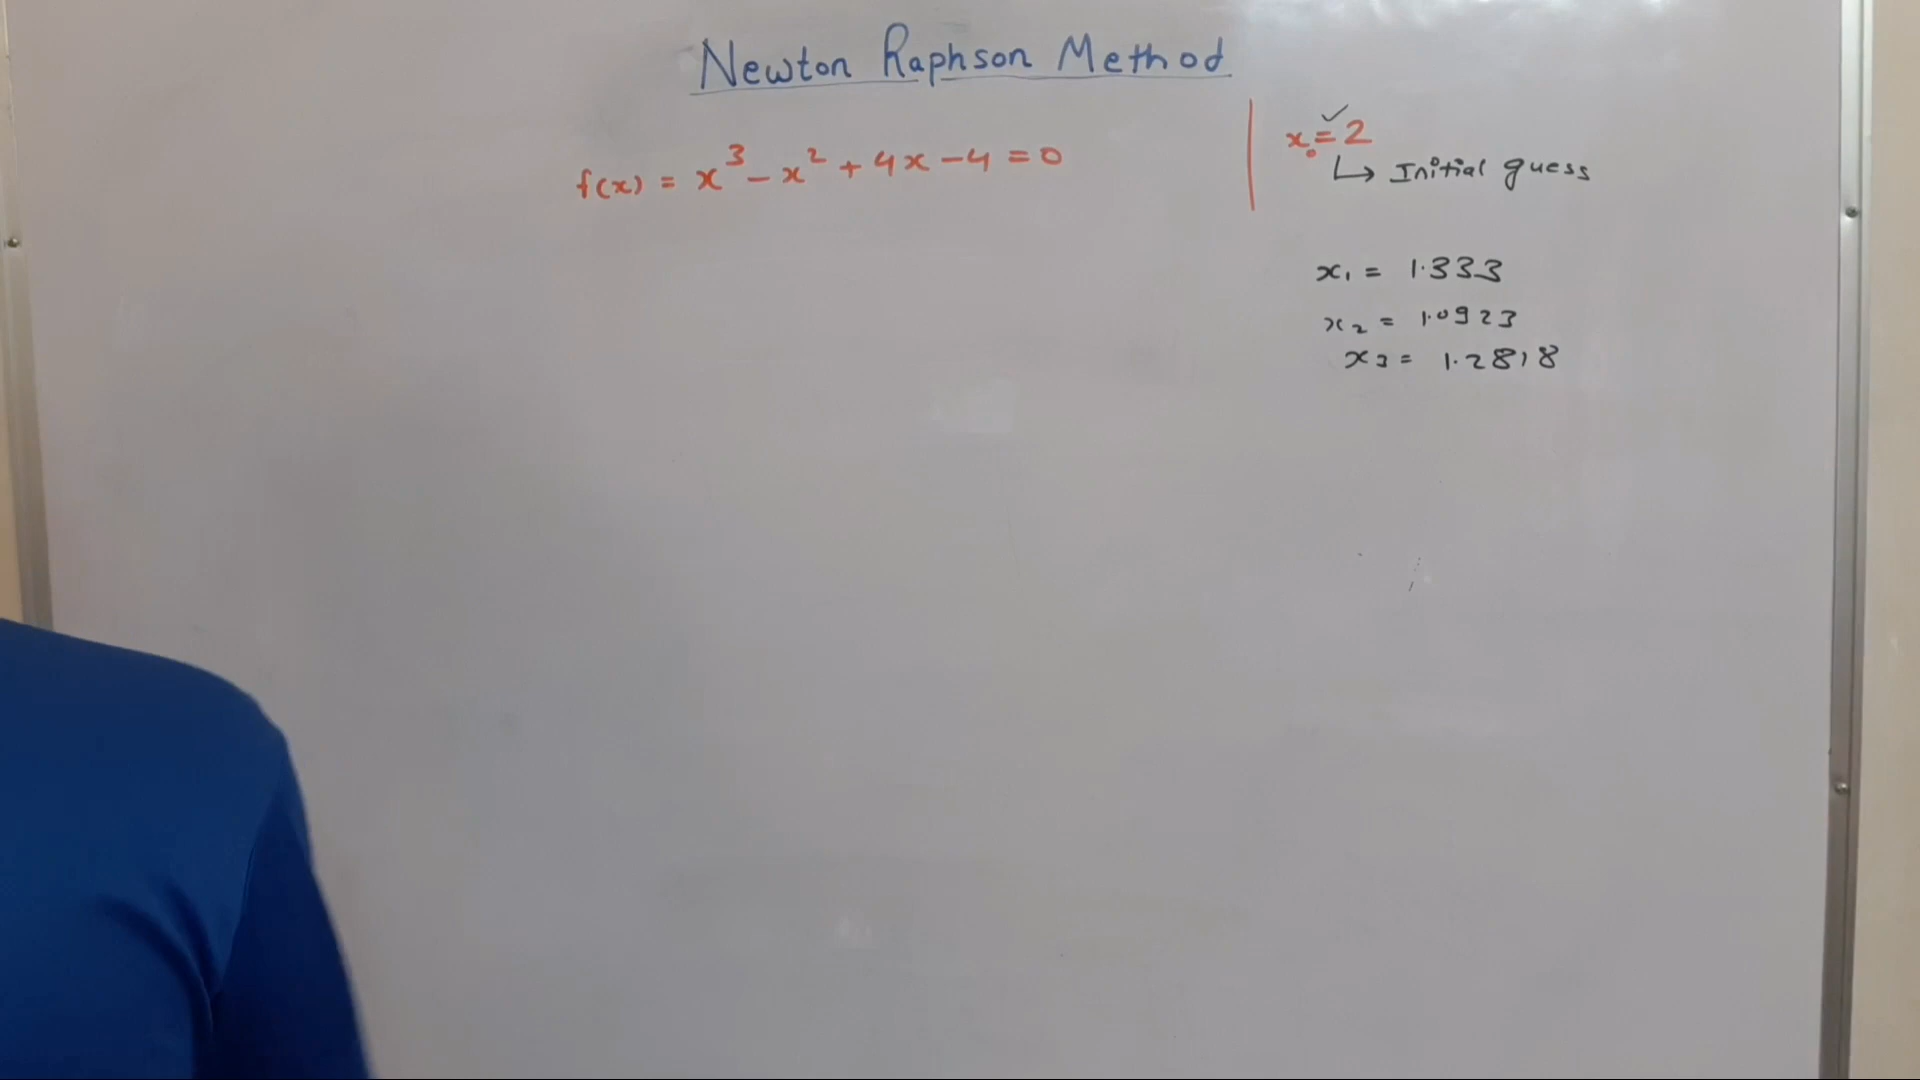 Newton Raphson Method
f(x) = x³ - x² + 4x - 4 = 0
x₀ = 2
↳ Initial guess
x₁ = 1.333
x₂ = 1.0923
x₃ = 1.2818